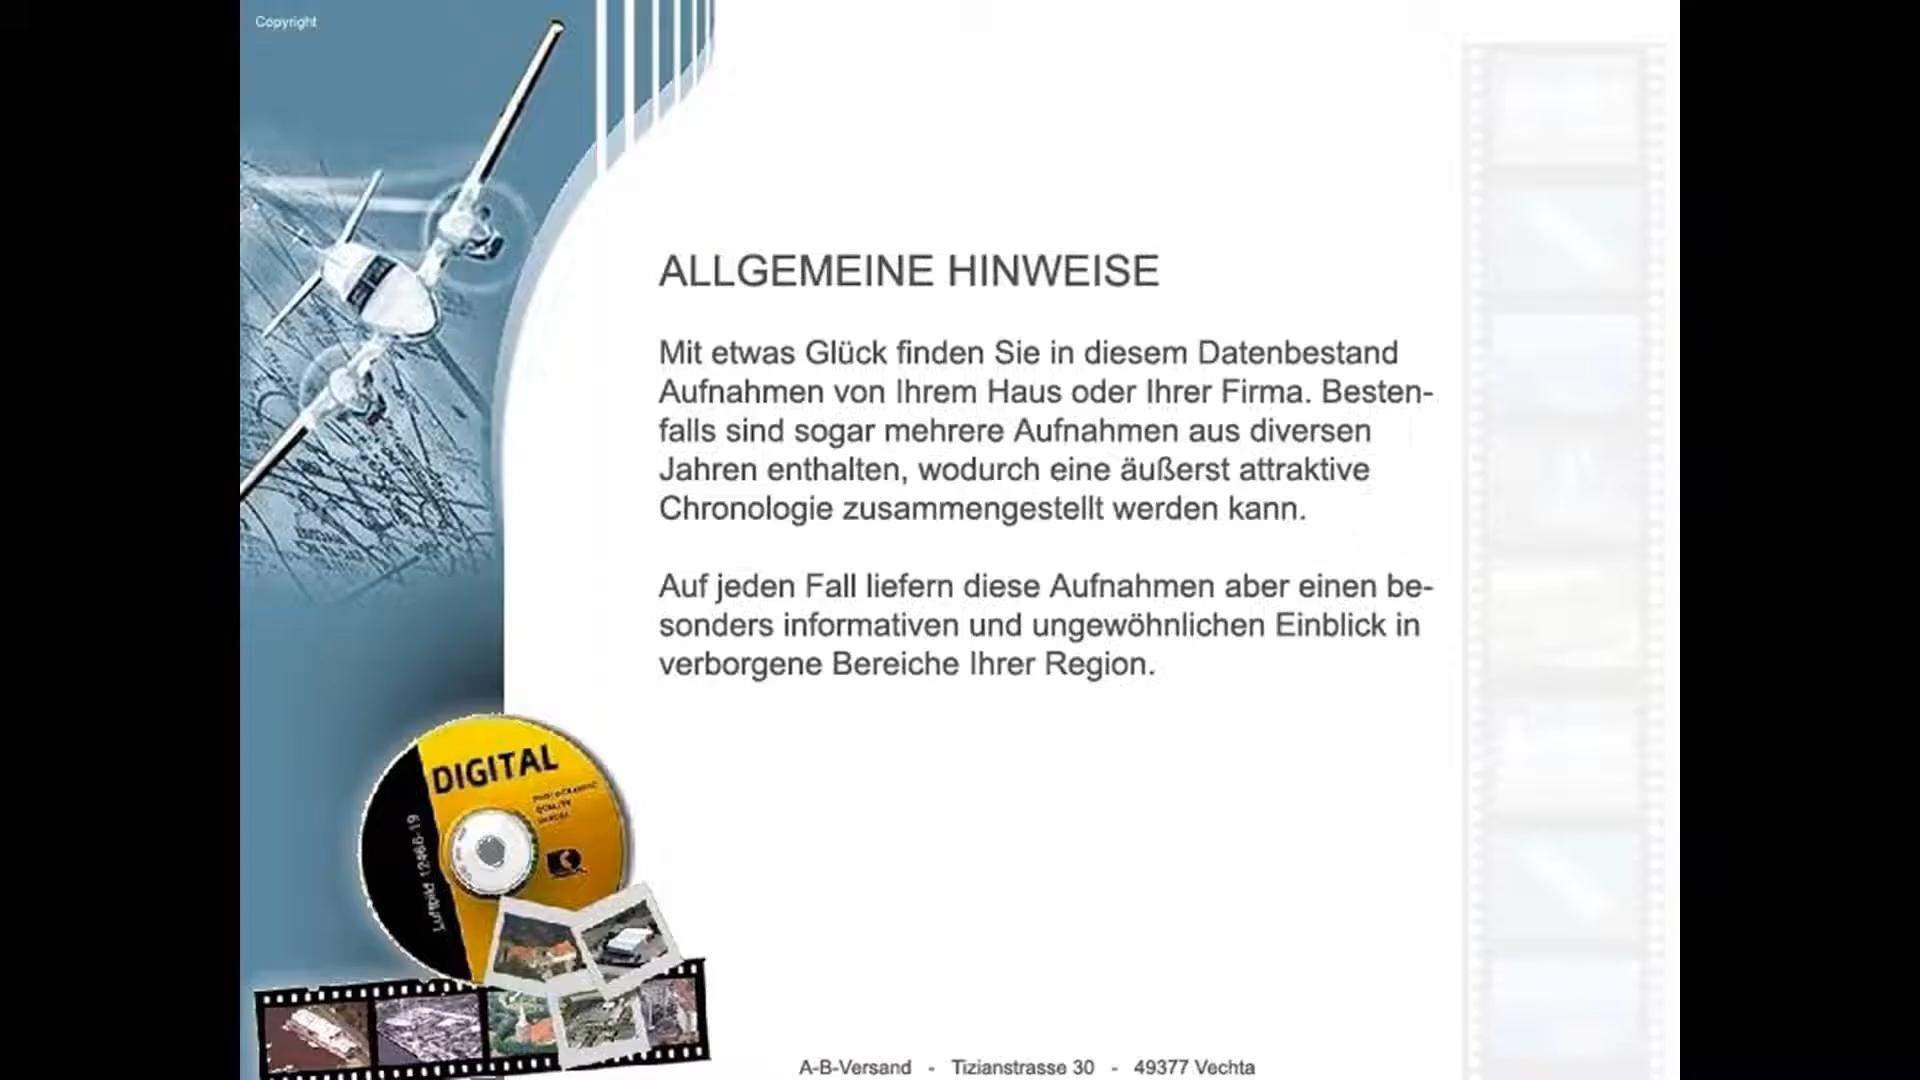 Copyright
ALLGEMEINE HINWEISE
Mit etwas Glück finden Sie in diesem Datenbestand
Aufnahmen von Ihrem Haus oder Ihrer Firma. Besten-
falls sind sogar mehrere Aufnahmen aus diversen
Jahren enthalten, wodurch eine äußerst attraktive
Chronologie zusammengestellt werden kann.
Auf jeden Fall liefern diese Aufnahmen aber einen be-
sonders informativen und ungewöhnlichen Einblick in
verborgene Bereiche Ihrer Region.
DIGITAL
Luftbild
A-B-Versand - Tizianstrasse 30 - 49377 Vechta